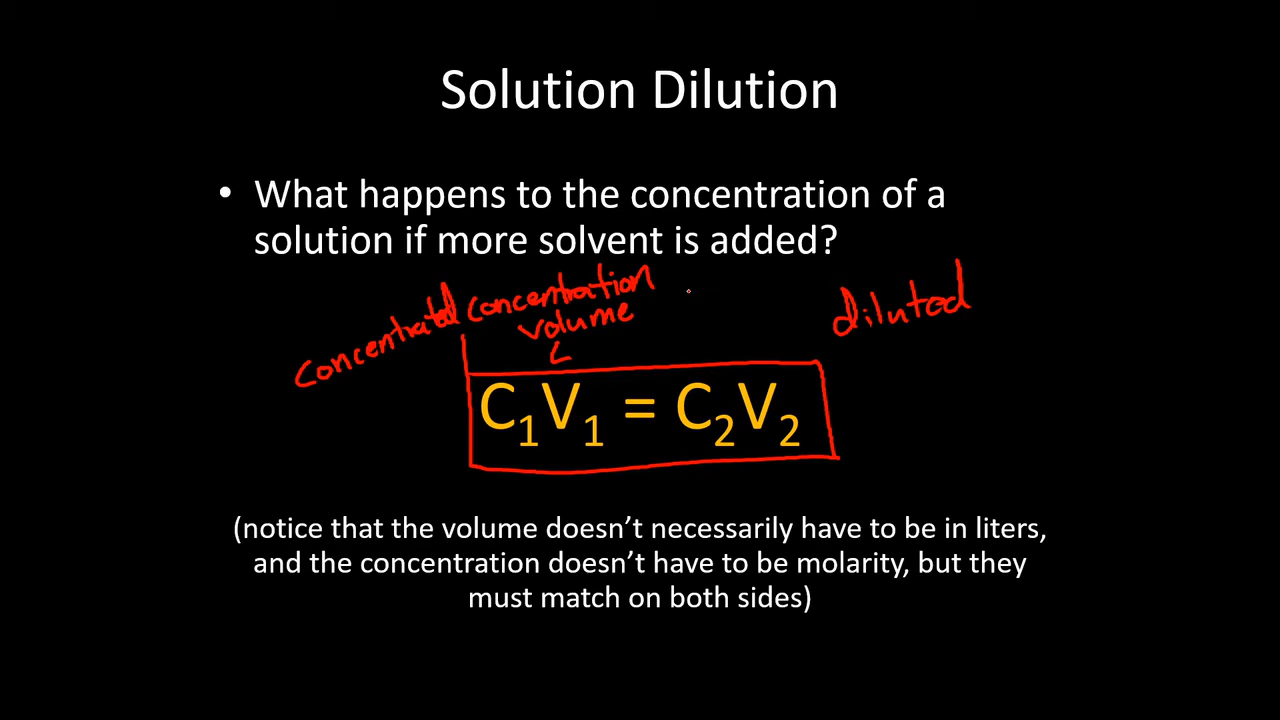 Solution Dilution
• What happens to the concentration of a
solution if more solvent is added?
concentrated concentration
volume
diluted
C₁V₁ = C₂V₂
(notice that the volume doesn’t necessarily have to be in liters,
and the concentration doesn’t have to be molarity, but they
must match on both sides)